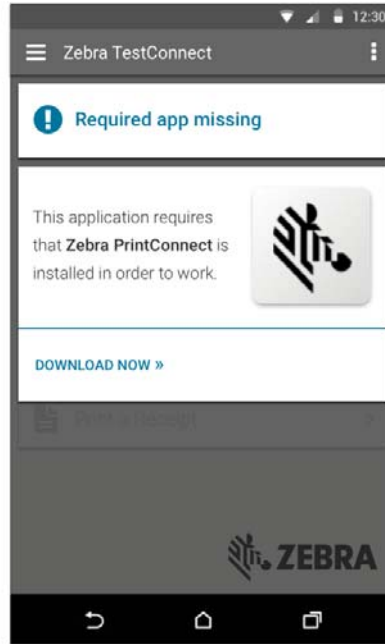 12:30
Zebra TestConnect
Required app missing
This application requires
that Zebra PrintConnect is
installed in order to work.
DOWNLOAD NOW »
Print a Receipt
ZEBRA